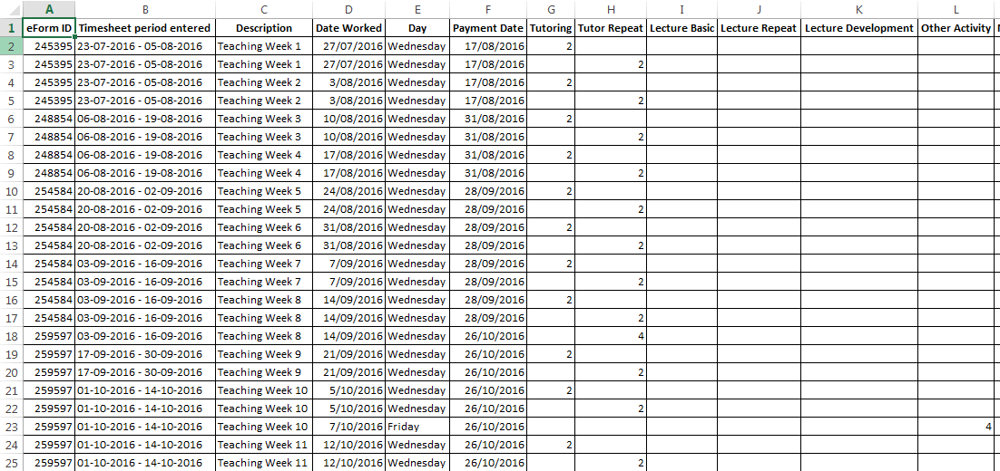 A B C D E F G H I J K L
1 eForm ID Timesheet period entered Description Date Worked Day Payment Date Tutoring Tutor Repeat Lecture Basic Lecture Repeat Lecture Development Other Activity
2 245395 23-07-2016 - 05-08-2016 Teaching Week 1 27/07/2016 Wednesday 17/08/2016 2
3 245395 23-07-2016 - 05-08-2016 Teaching Week 1 27/07/2016 Wednesday 17/08/2016 2
4 245395 23-07-2016 - 05-08-2016 Teaching Week 2 3/08/2016 Wednesday 17/08/2016 2
5 245395 23-07-2016 - 05-08-2016 Teaching Week 2 3/08/2016 Wednesday 17/08/2016 2
6 248854 06-08-2016 - 19-08-2016 Teaching Week 3 10/08/2016 Wednesday 31/08/2016 2
7 248854 06-08-2016 - 19-08-2016 Teaching Week 3 10/08/2016 Wednesday 31/08/2016 2
8 248854 06-08-2016 - 19-08-2016 Teaching Week 4 17/08/2016 Wednesday 31/08/2016 2
9 248854 06-08-2016 - 19-08-2016 Teaching Week 4 17/08/2016 Wednesday 31/08/2016 2
10 254584 20-08-2016 - 02-09-2016 Teaching Week 5 24/08/2016 Wednesday 28/09/2016 2
11 254584 20-08-2016 - 02-09-2016 Teaching Week 5 24/08/2016 Wednesday 28/09/2016 2
12 254584 20-08-2016 - 02-09-2016 Teaching Week 6 31/08/2016 Wednesday 28/09/2016 2
13 254584 20-08-2016 - 02-09-2016 Teaching Week 6 31/08/2016 Wednesday 28/09/2016 2
14 254584 03-09-2016 - 16-09-2016 Teaching Week 7 7/09/2016 Wednesday 28/09/2016 2
15 254584 03-09-2016 - 16-09-2016 Teaching Week 7 7/09/2016 Wednesday 28/09/2016 2
16 254584 03-09-2016 - 16-09-2016 Teaching Week 8 14/09/2016 Wednesday 28/09/2016 2
17 254584 03-09-2016 - 16-09-2016 Teaching Week 8 14/09/2016 Wednesday 28/09/2016 2
18 259597 03-09-2016 - 16-09-2016 Teaching Week 8 14/09/2016 Wednesday 26/10/2016 4
19 259597 17-09-2016 - 30-09-2016 Teaching Week 9 21/09/2016 Wednesday 26/10/2016 2
20 259597 17-09-2016 - 30-09-2016 Teaching Week 9 21/09/2016 Wednesday 26/10/2016 2
21 259597 01-10-2016 - 14-10-2016 Teaching Week 10 5/10/2016 Wednesday 26/10/2016 2
22 259597 01-10-2016 - 14-10-2016 Teaching Week 10 5/10/2016 Wednesday 26/10/2016 2
23 259597 01-10-2016 - 14-10-2016 Teaching Week 10 7/10/2016 Friday 26/10/2016 4
24 259597 01-10-2016 - 14-10-2016 Teaching Week 11 12/10/2016 Wednesday 26/10/2016 2
25 259597 01-10-2016 - 14-10-2016 Teaching Week 11 12/10/2016 Wednesday 26/10/2016 2